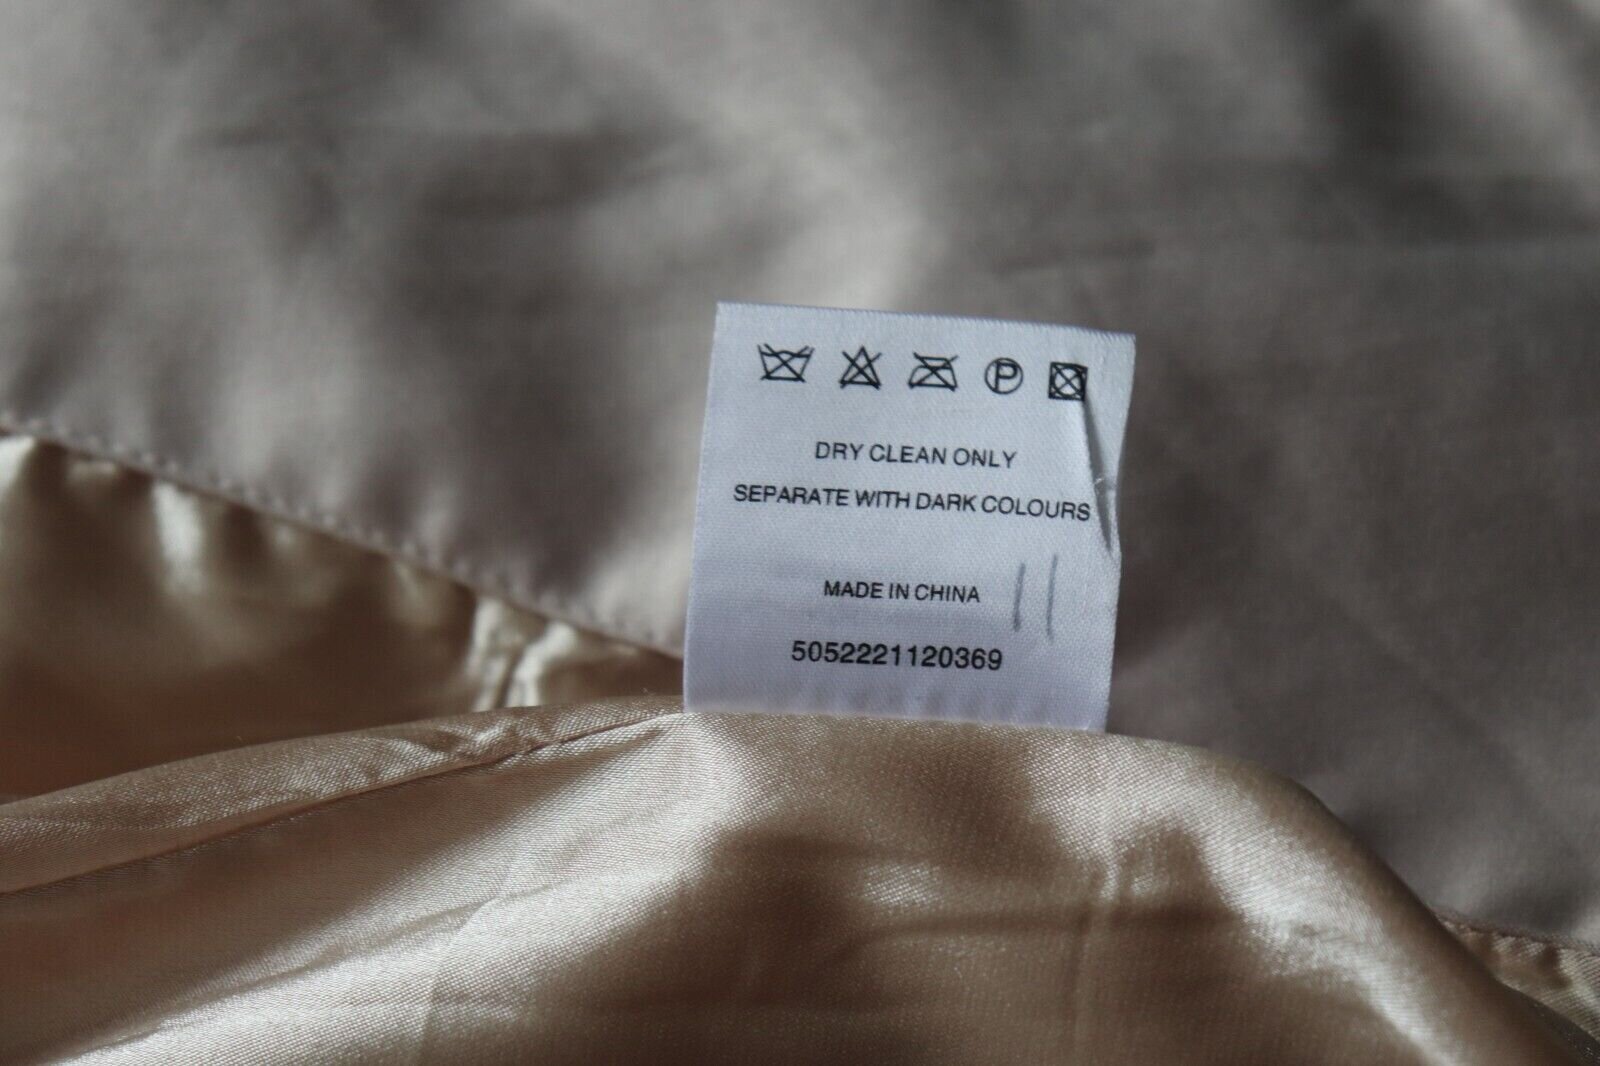 P
DRY CLEAN ONLY
SEPARATE WITH DARK COLOURS
MADE IN CHINA
5052221120369